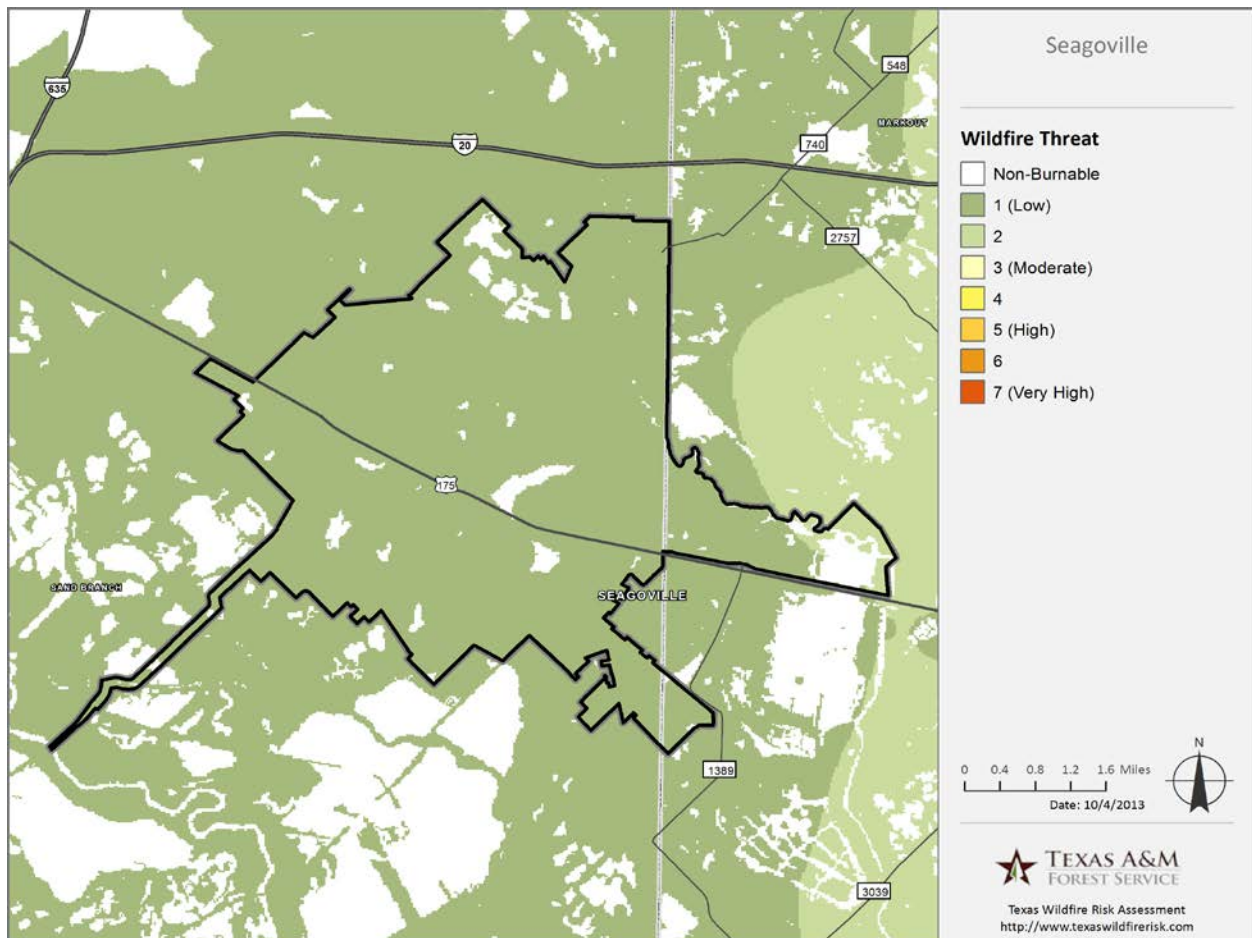 Seagoville
Wildfire Threat
Non-Burnable
1 (Low)
2
3 (Moderate)
4
5 (High)
6
7 (Very High)
0 0.4 0.8 1.2 1.6 Miles
Date: 10/4/2013
N
TEXAS A&M
FOREST SERVICE
Texas Wildfire Risk Assessment
http://www.texaswildfirerisk.com
635
20
548
MARKOUT
740
2757
175
SAND BRANCH
SEAGOVILLE
1389
3039